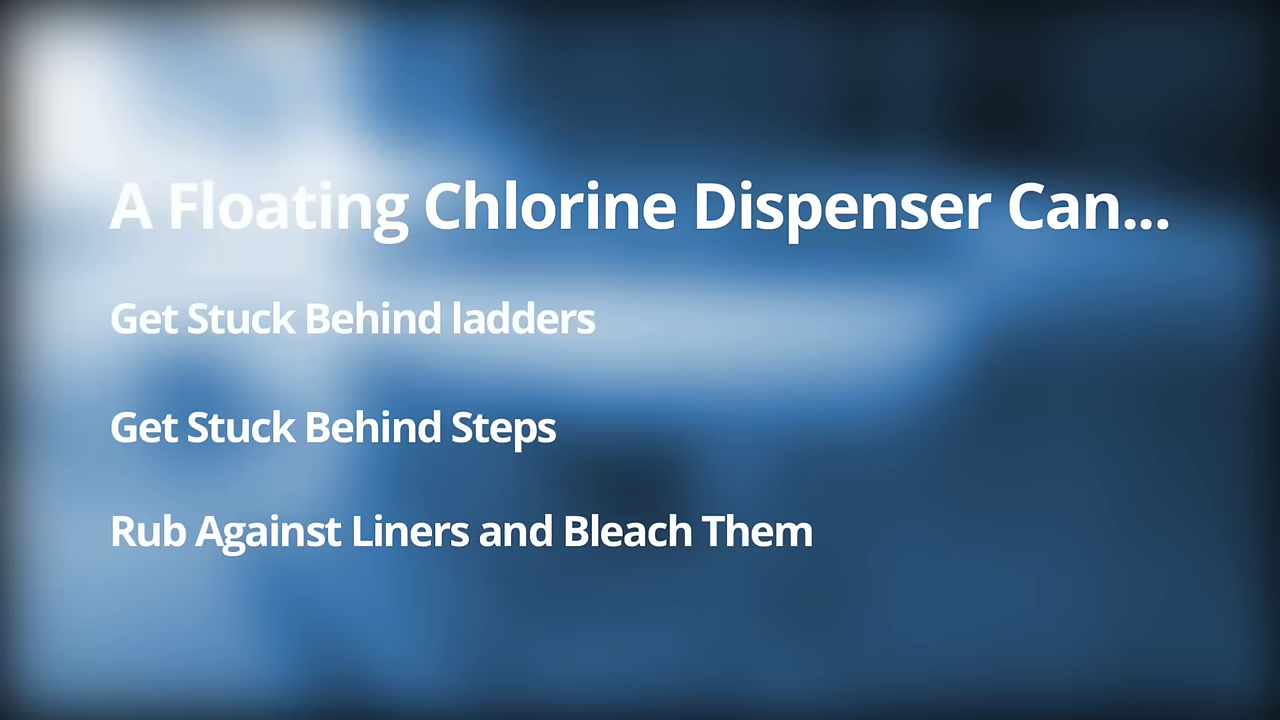 A Floating Chlorine Dispenser Can...
Get Stuck Behind ladders
Get Stuck Behind Steps
Rub Against Liners and Bleach Them